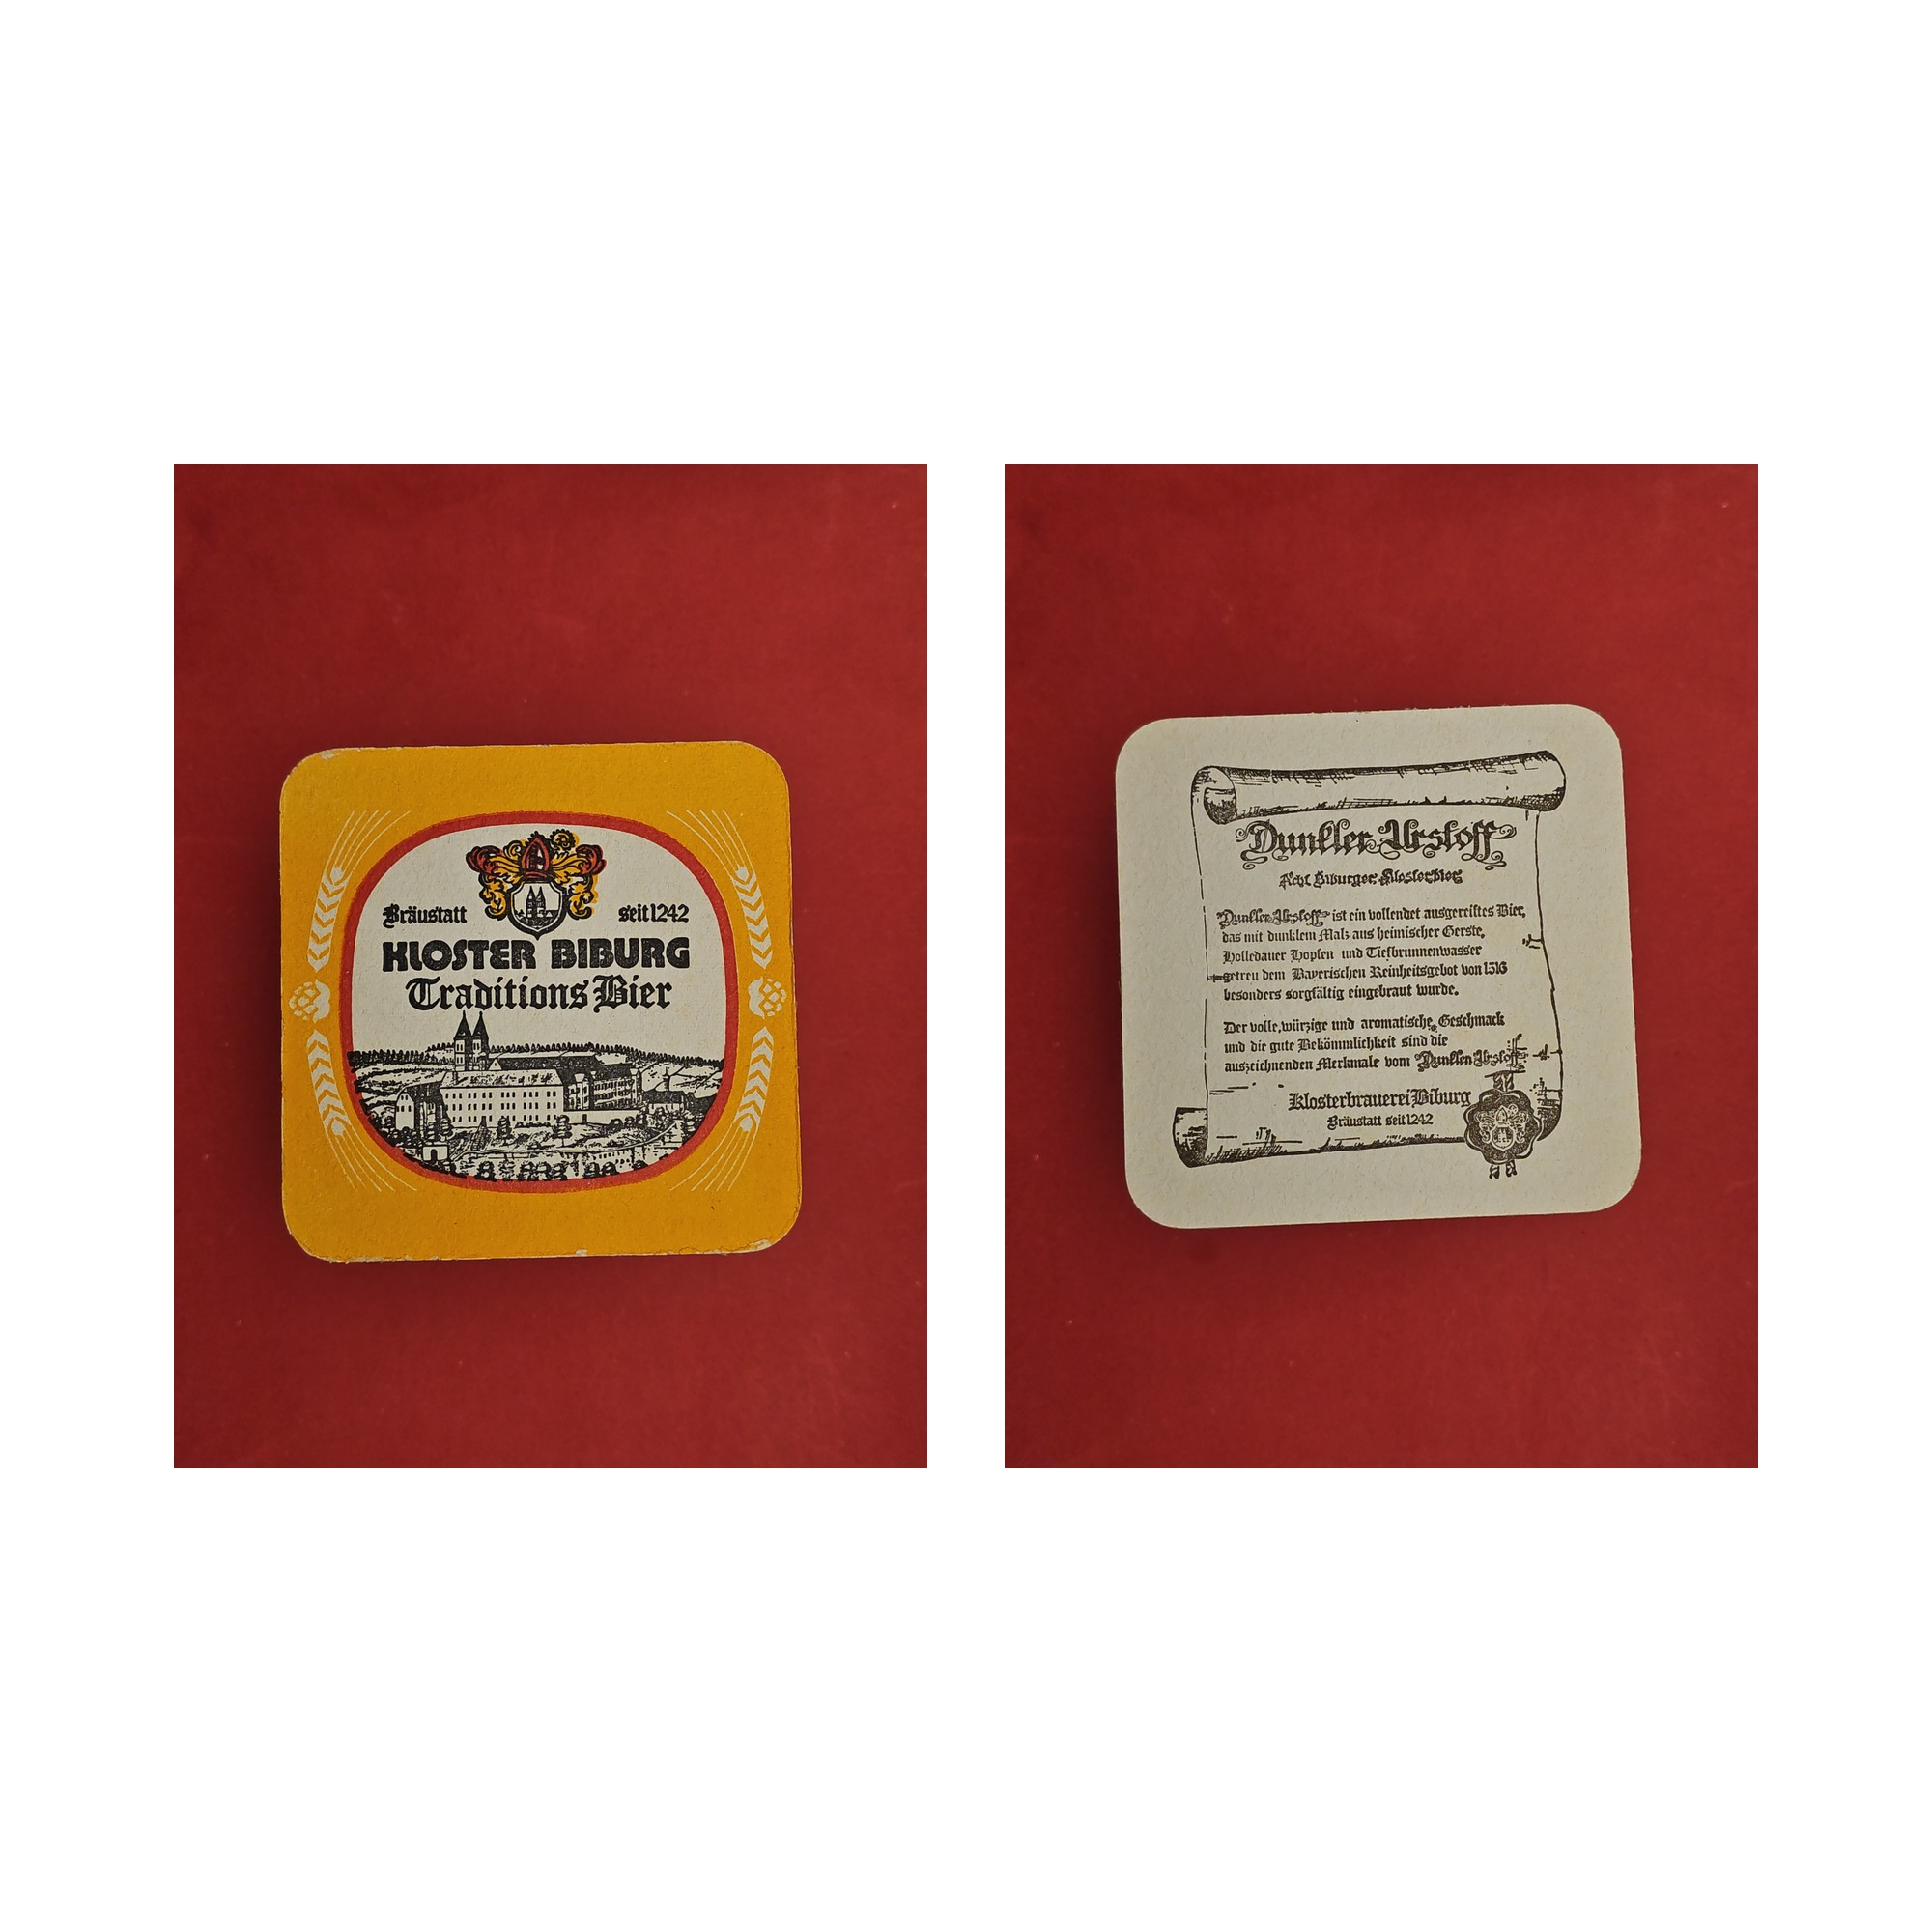 Bräustatt seit 1242
KLOSTER BIBURG
Traditions Bier
Dunkler Urstoff
Acht Biburger Klosterbier
Dunkler Urstoff ist ein vollendet ausgereiftes Bier,
das mit dunklem Malz aus heimischer Gerste,
Holledauer Hopfen und Tiefbrunnenwasser
getreu dem Bayerischen Reinheitsgebot von 1516
besonders sorgfältig eingebraut wurde.
Der volle, würzige und aromatische Geschmack
und die gute Bekömmlichkeit sind die
auszeichnenden Merkmale vom Dunklen Urstoff
Klosterbrauerei Biburg
Bräustatt seit 1242